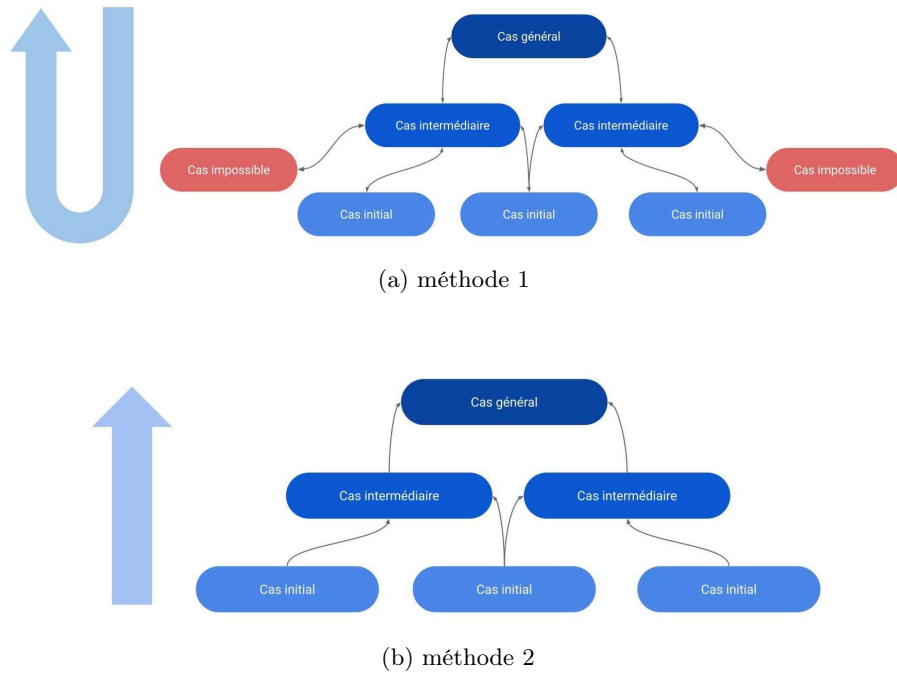 Cas général
Cas intermédiaire
Cas intermédiaire
Cas impossible
Cas impossible
Cas initial
Cas initial
Cas initial
(a) méthode 1
Cas général
Cas intermédiaire
Cas intermédiaire
Cas initial
Cas initial
Cas initial
(b) méthode 2